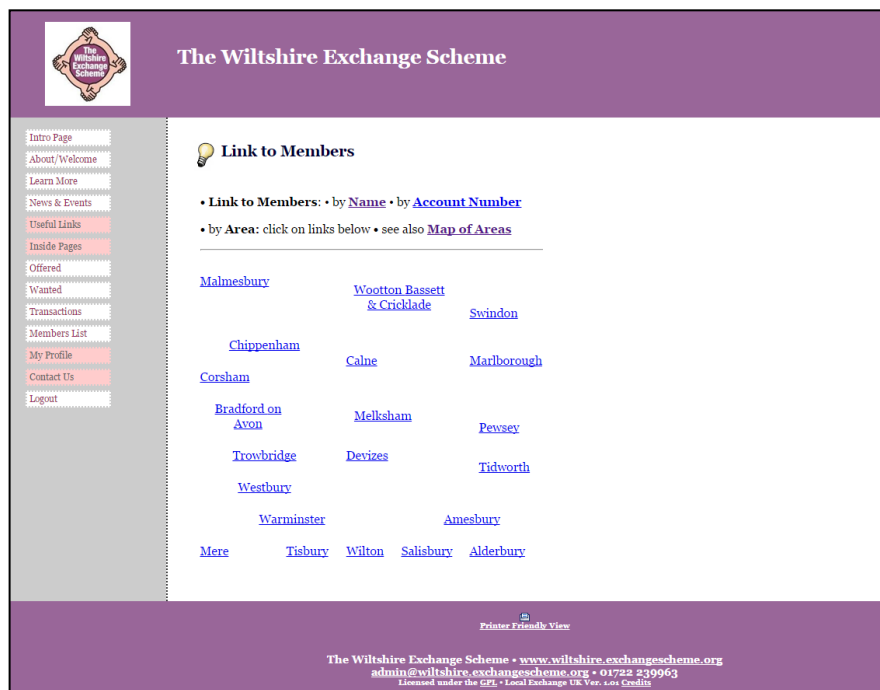 The
Wiltshire
Exchange
Scheme
The Wiltshire Exchange Scheme
Intro Page
About/Welcome
Learn More
News & Events
Useful Links
Inside Pages
Offered
Wanted
Transactions
Members List
My Profile
Contact Us
Logout
Link to Members
• Link to Members: • by Name • by Account Number
• by Area: click on links below • see also Map of Areas
Malmesbury
Wootton Bassett
& Cricklade
Swindon
Chippenham
Calne
Marlborough
Corsham
Bradford on
Avon
Melksham
Pewsey
Trowbridge
Devizes
Tidworth
Westbury
Warminster
Amesbury
Mere
Tisbury
Wilton
Salisbury
Alderbury
Printer Friendly View
The Wiltshire Exchange Scheme • www.wiltshire.exchangescheme.org
admin@wiltshire.exchangescheme.org • 01722 239963
Licensed under the GPL • Local Exchange UK Ver. 1.01 Credits